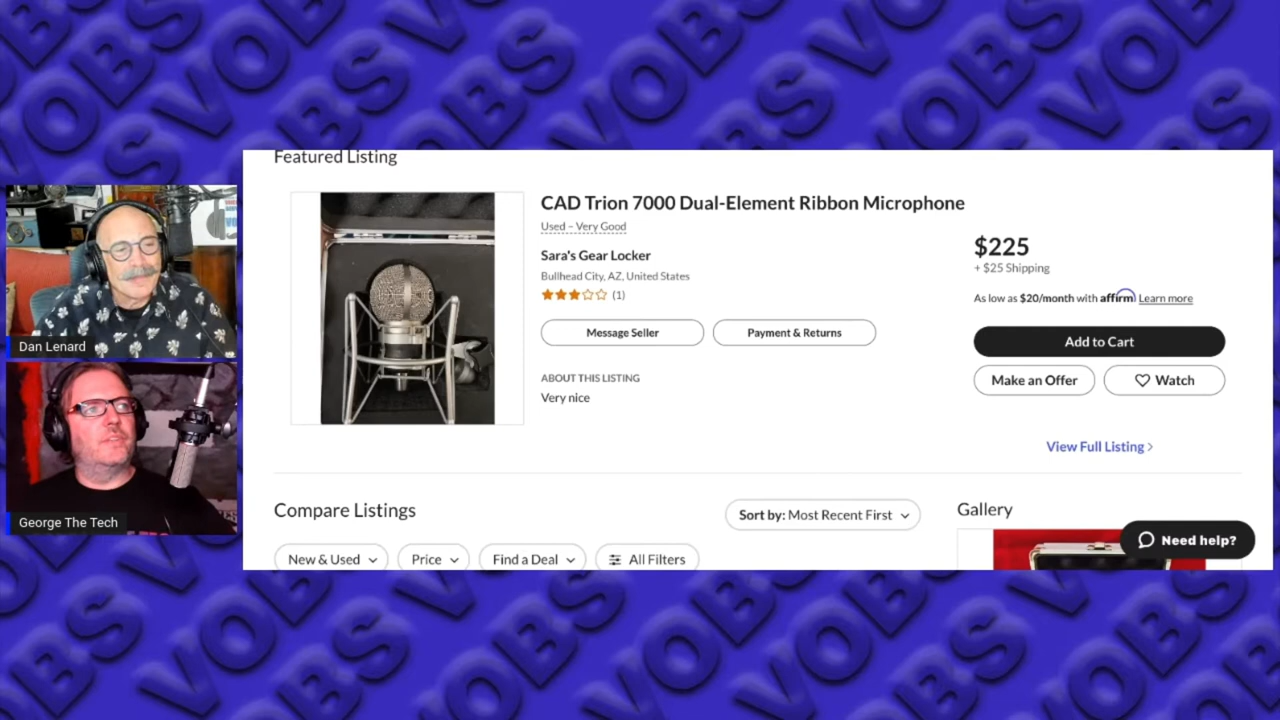 Featured Listing
CAD Trion 7000 Dual-Element Ribbon Microphone
Used – Very Good
Sara's Gear Locker
Bullhead City, AZ, United States
(1)
Message Seller
Payment & Returns
ABOUT THIS LISTING
Very nice
$225
+ $25 Shipping
As low as $20/month with affirm Learn more
Add to Cart
Make an Offer
Watch
View Full Listing >
Compare Listings
Sort by: Most Recent First
Gallery
New & Used
Price
Find a Deal
All Filters
Need help?
Dan Lenard
George The Tech
VOBS